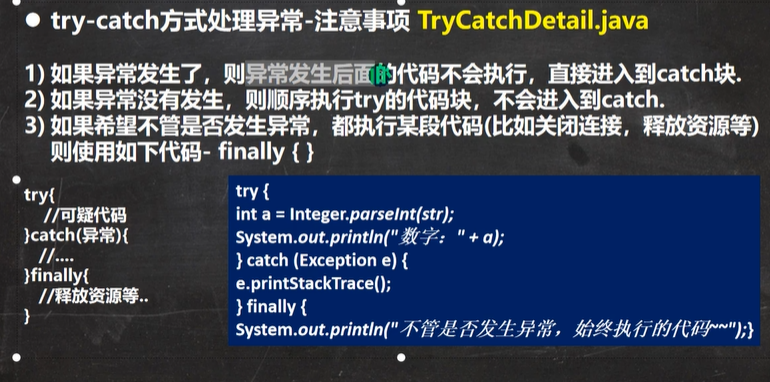 ● try-catch方式处理异常-注意事项 TryCatchDetail.java
1) 如果异常发生了，则异常发生后面的代码不会执行，直接进入到catch块.
2) 如果异常没有发生，则顺序执行try的代码块，不会进入到catch.
3) 如果希望不管是否发生异常，都执行某段代码(比如关闭连接，释放资源等)
则使用如下代码- finally { }
try{
//可疑代码
}catch(异常){
//....
}finally{
//释放资源等..
}
try {
int a = Integer.parseInt(str);
System.out.println("数字：" + a);
} catch (Exception e) {
e.printStackTrace();
} finally {
System.out.println("不管是否发生异常，始终执行的代码~~");}